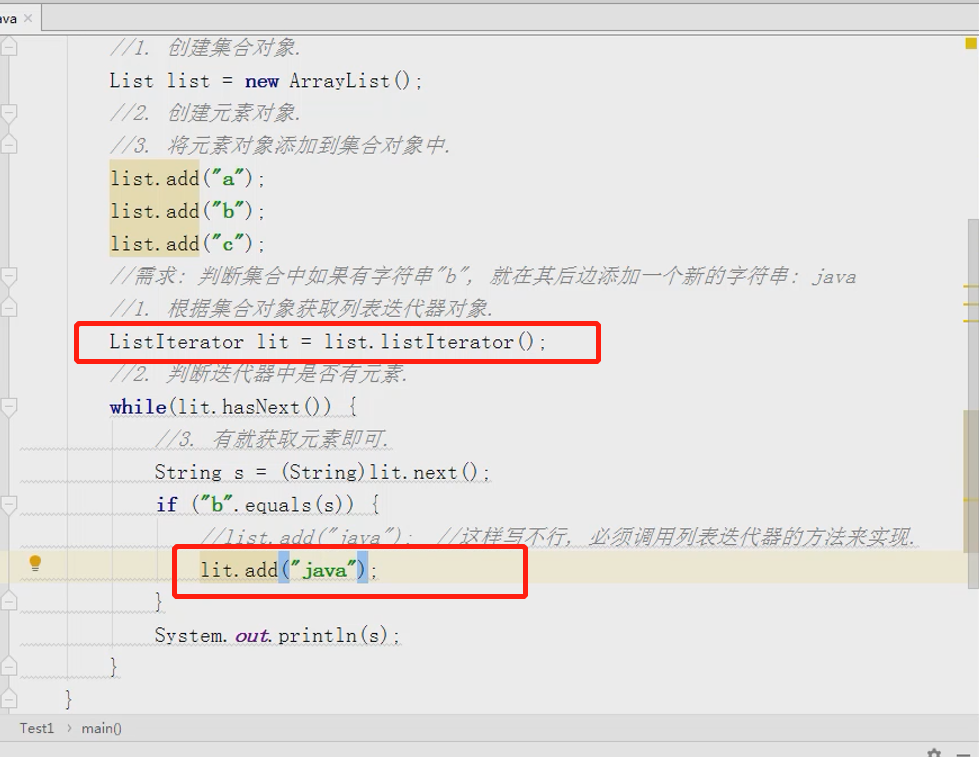 ava ×
//1. 创建集合对象.
List list = new ArrayList();
//2. 创建元素对象.
//3. 将元素对象添加到集合对象中.
list.add("a");
list.add("b");
list.add("c");
//需求: 判断集合中如果有字符串"b", 就在其后边添加一个新的字符串: java
//1. 根据集合对象获取列表迭代器对象.
ListIterator lit = list.listIterator();
//2. 判断迭代器中是否有元素.
while(lit.hasNext()) {
//3. 有就获取元素即可.
String s = (String)lit.next();
if ("b".equals(s)) {
//list.add("java"); //这样写不行, 必须调用列表迭代器的方法来实现.
lit.add("java");
}
System.out.println(s);
}
}
Test1 › main()